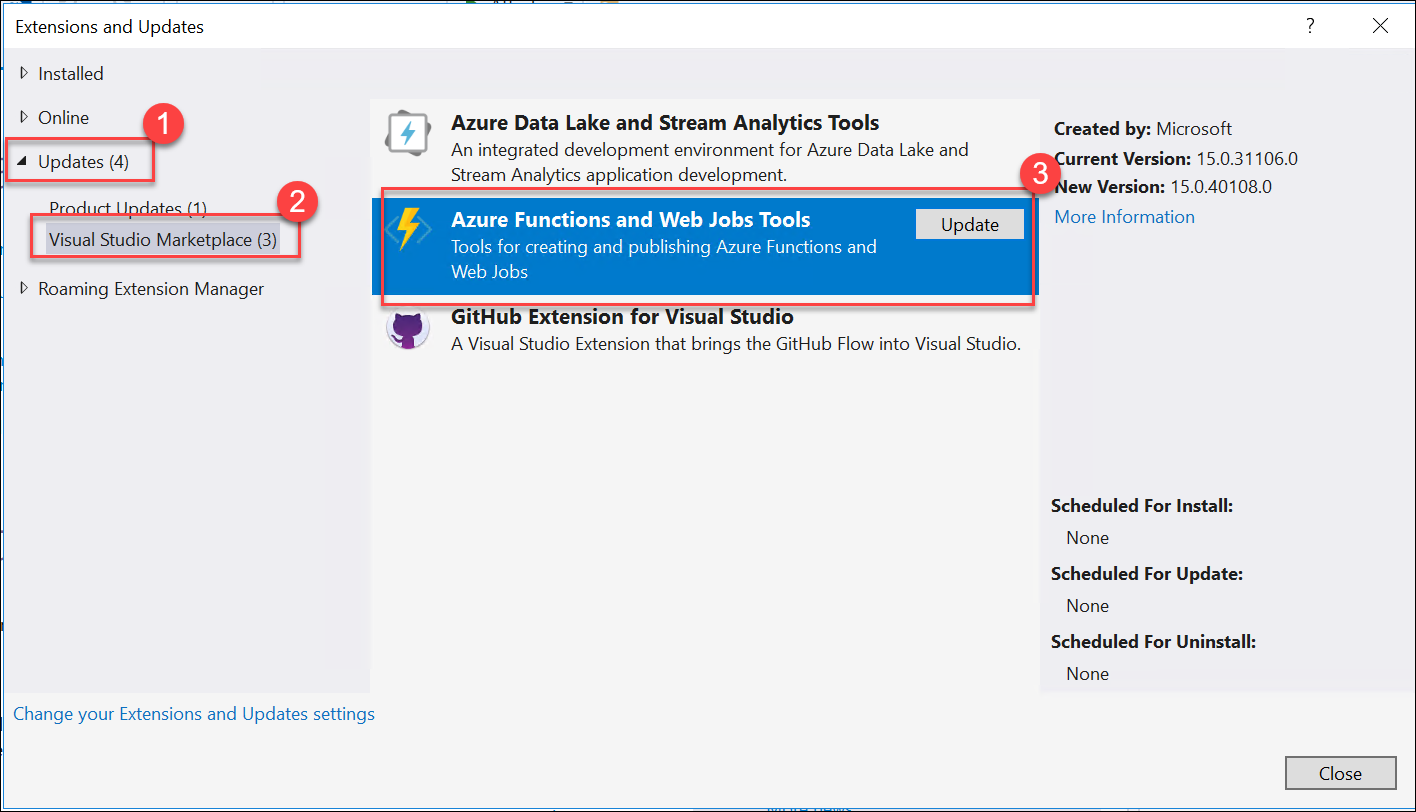 Extensions and Updates
?
Installed
Online
1
Updates (4)
2
Product Updates (1)
Visual Studio Marketplace (3)
Roaming Extension Manager
Azure Data Lake and Stream Analytics Tools
An integrated development environment for Azure Data Lake and
Stream Analytics application development.
3
Azure Functions and Web Jobs Tools
Update
Tools for creating and publishing Azure Functions and
Web Jobs
GitHub Extension for Visual Studio
A Visual Studio Extension that brings the GitHub Flow into Visual Studio.
Created by: Microsoft
Current Version: 15.0.31106.0
New Version: 15.0.40108.0
More Information
Scheduled For Install:
None
Scheduled For Update:
None
Scheduled For Uninstall:
None
Change your Extensions and Updates settings
Close
More news